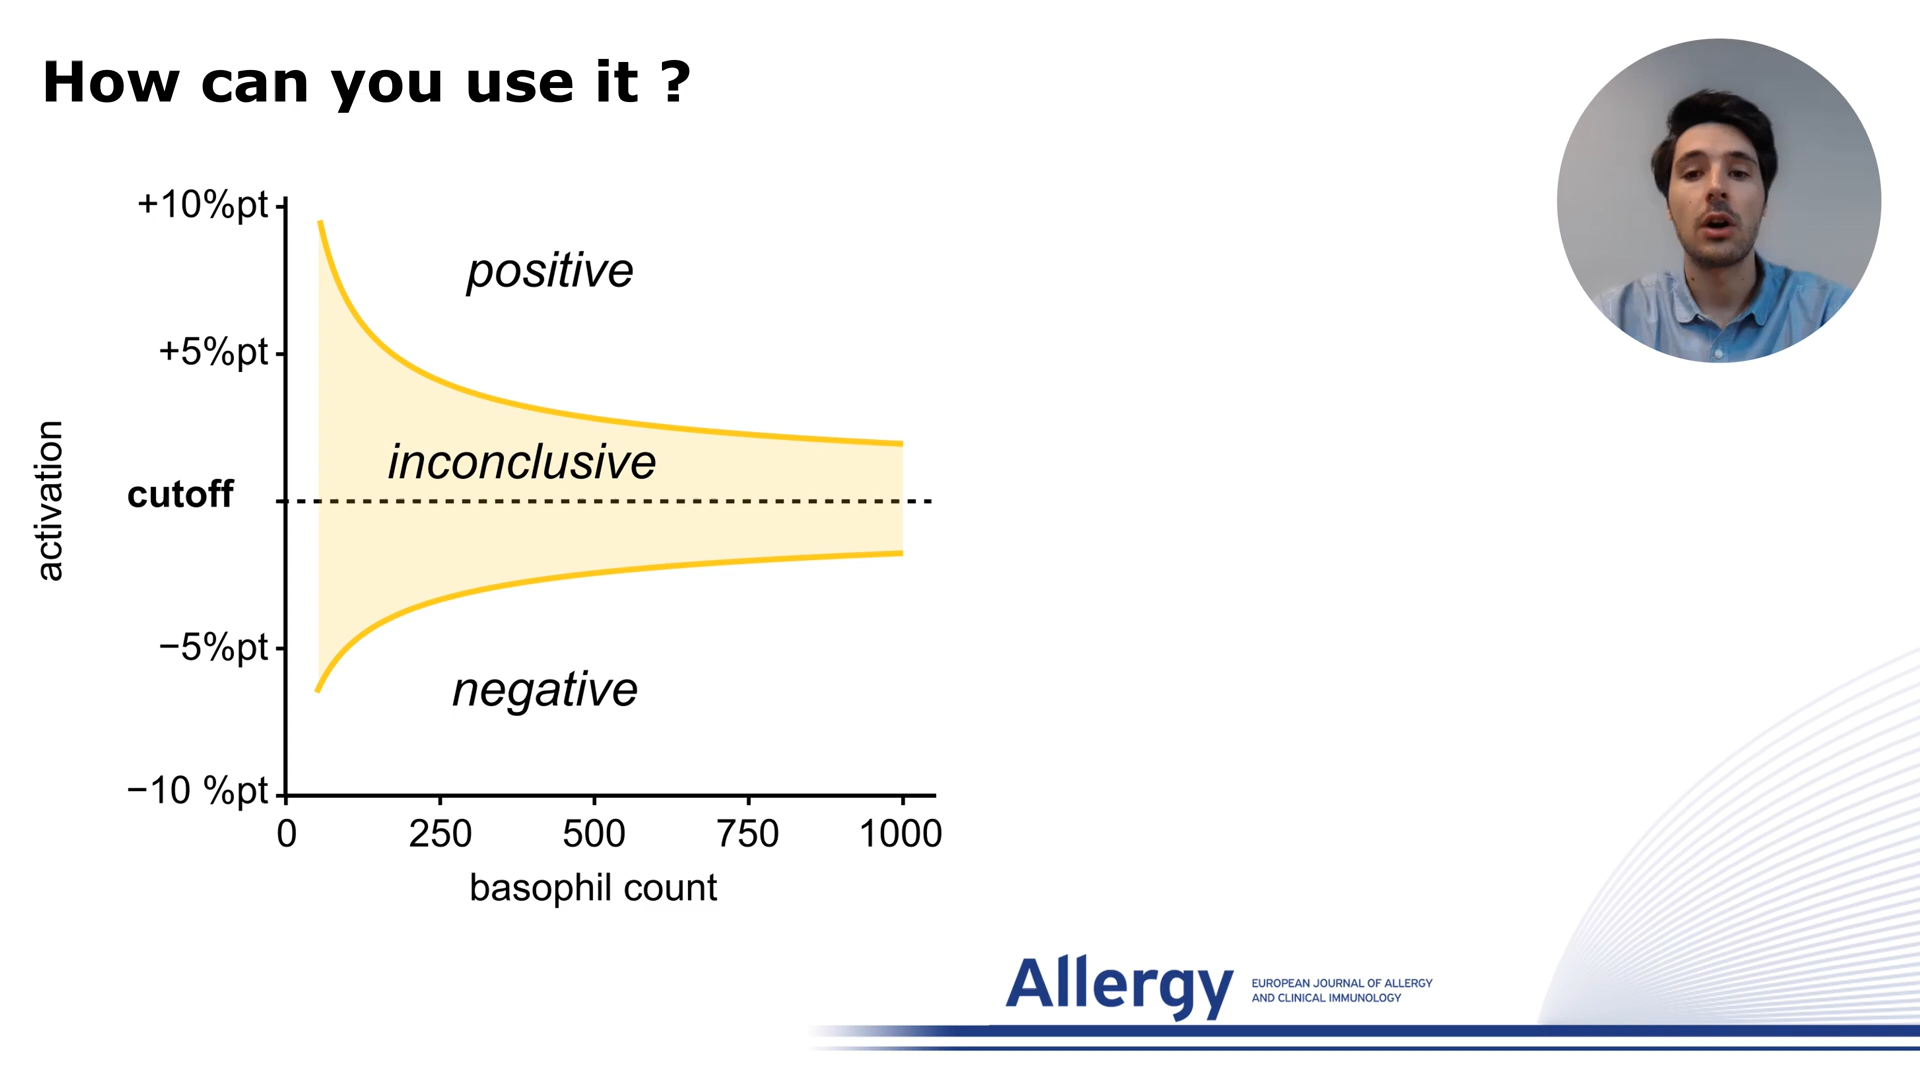 How can you use it ?
+10%pt
positive
+5%pt
inconclusive
cutoff
activation
−5%pt
negative
−10 %pt
0 250 500 750 1000
basophil count
Allergy
EUROPEAN JOURNAL OF ALLERGY
AND CLINICAL IMMUNOLOGY